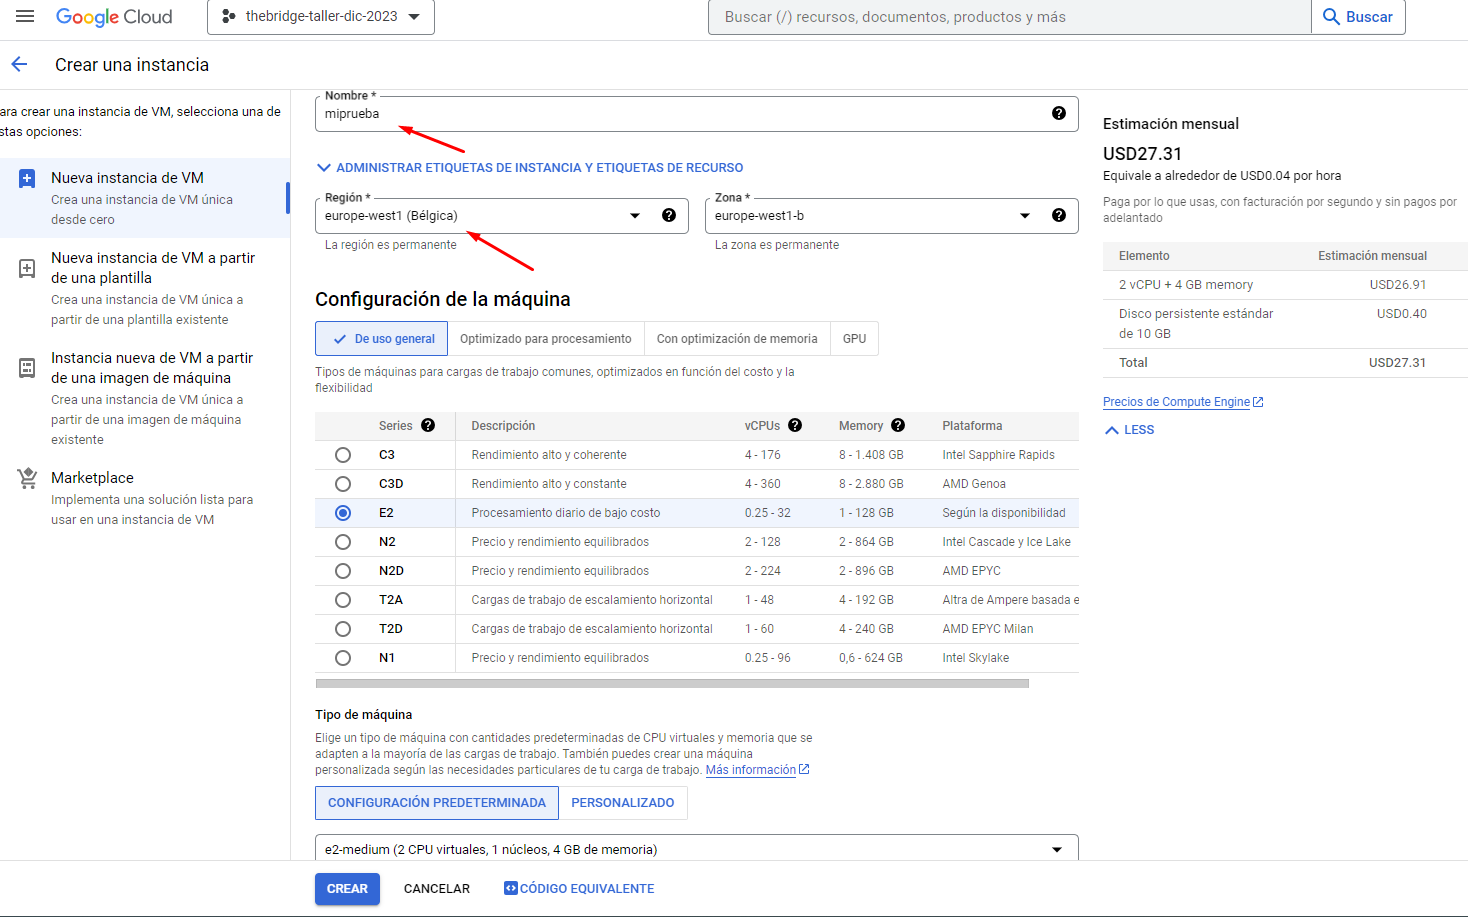 Google Cloud
thebridge-taller-dic-2023
Buscar (/) recursos, documentos, productos y más
Buscar
Crear una instancia
ara crear una instancia de VM, selecciona una de
stas opciones:
Nueva instancia de VM
Crea una instancia de VM única
desde cero
Nueva instancia de VM a partir
de una plantilla
Crea una instancia de VM única a
partir de una plantilla existente
Instancia nueva de VM a partir
de una imagen de máquina
Crea una instancia de VM única a
partir de una imagen de máquina
existente
Marketplace
Implementa una solución lista para
usar en una instancia de VM
Nombre *
miprueba
ADMINISTRAR ETIQUETAS DE INSTANCIA Y ETIQUETAS DE RECURSO
Región *
europe-west1 (Bélgica)
La región es permanente
Zona *
europe-west1-b
La zona es permanente
Configuración de la máquina
De uso general
Optimizado para procesamiento
Con optimización de memoria
GPU
Tipos de máquinas para cargas de trabajo comunes, optimizados en función del costo y la
flexibilidad
Series Descripción vCPUs Memory Plataforma
C3 Rendimiento alto y coherente 4 - 176 8 - 1.408 GB Intel Sapphire Rapids
C3D Rendimiento alto y constante 4 - 360 8 - 2.880 GB AMD Genoa
E2 Procesamiento diario de bajo costo 0.25 - 32 1 - 128 GB Según la disponibilidad
N2 Precio y rendimiento equilibrados 2 - 128 2 - 864 GB Intel Cascade y Ice Lake
N2D Precio y rendimiento equilibrados 2 - 224 2 - 896 GB AMD EPYC
T2A Cargas de trabajo de escalamiento horizontal 1 - 48 4 - 192 GB Altra de Ampere basada e
T2D Cargas de trabajo de escalamiento horizontal 1 - 60 4 - 240 GB AMD EPYC Milan
N1 Precio y rendimiento equilibrados 0.25 - 96 0,6 - 624 GB Intel Skylake
Tipo de máquina
Elige un tipo de máquina con cantidades predeterminadas de CPU virtuales y memoria que se
adapten a la mayoría de las cargas de trabajo. También puedes crear una máquina
personalizada según las necesidades particulares de tu carga de trabajo. Más información
CONFIGURACIÓN PREDETERMINADA
PERSONALIZADO
e2-medium (2 CPU virtuales, 1 núcleos, 4 GB de memoria)
CREAR
CANCELAR
CÓDIGO EQUIVALENTE
Estimación mensual
USD27.31
Equivale a alrededor de USD0.04 por hora
Paga por lo que usas, con facturación por segundo y sin pagos por
adelantado
Elemento Estimación mensual
2 vCPU + 4 GB memory USD26.91
Disco persistente estándar USD0.40
de 10 GB
Total USD27.31
Precios de Compute Engine
LESS